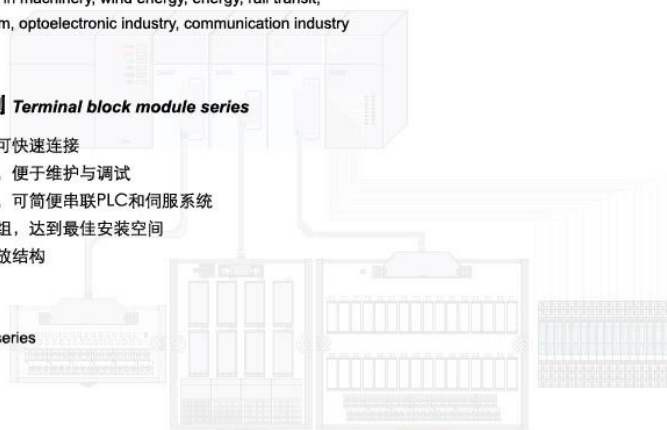 in machinery, wind energy, energy, rail transit,
m, optoelectronic industry, communication industry
Terminal block module series
可快速连接
，便于维护与调试
，可简便串联PLC和伺服系统
组，达到最佳安装空间
放结构
series